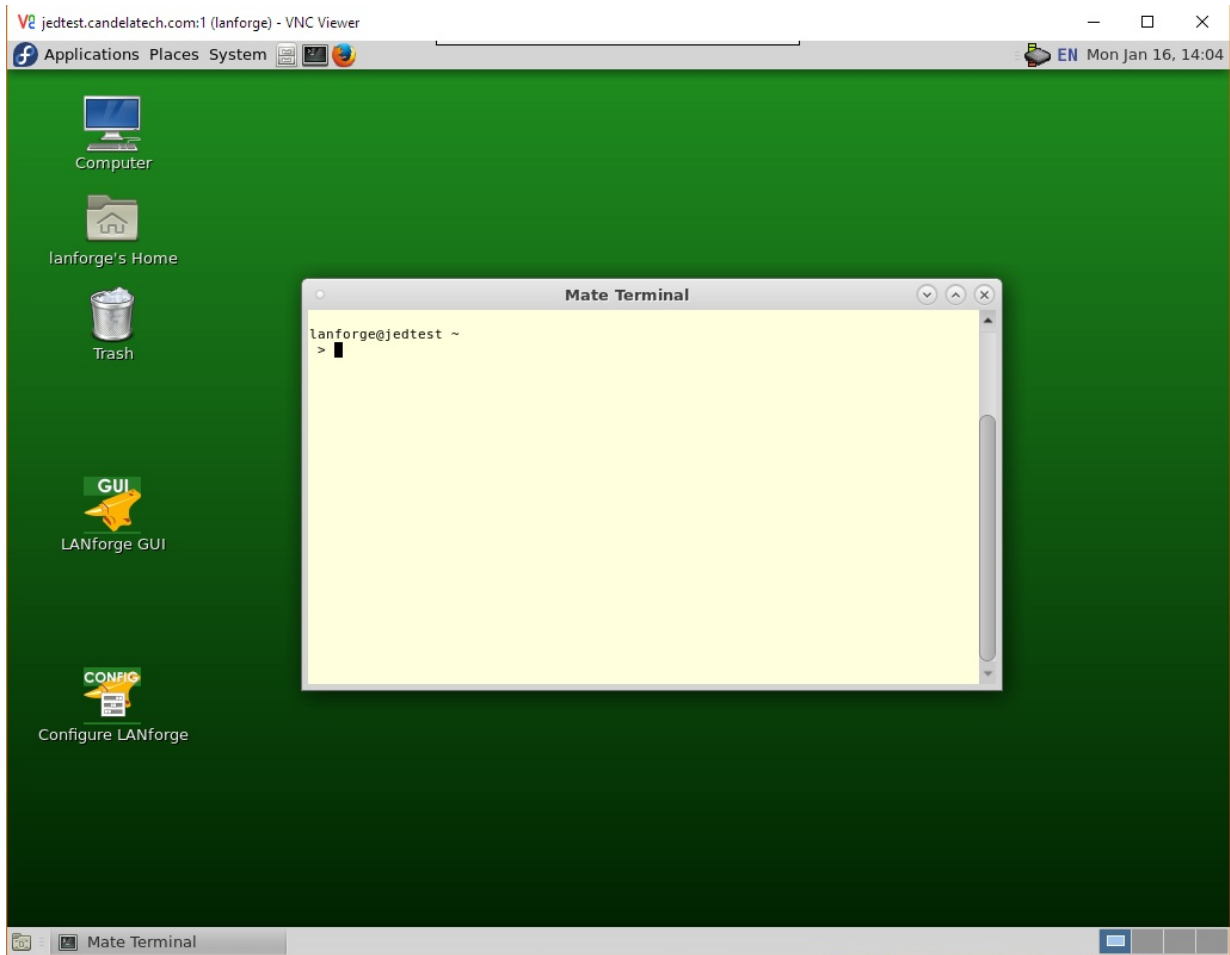 jedtest.candelatech.com:1 (lanforge) - VNC Viewer
Applications Places System EN Mon Jan 16, 14:04
Computer
lanforge's Home
Trash
GUI
LANforge GUI
CONFIG
Configure LANforge
Mate Terminal
lanforge@jedtest ~
>
Mate Terminal